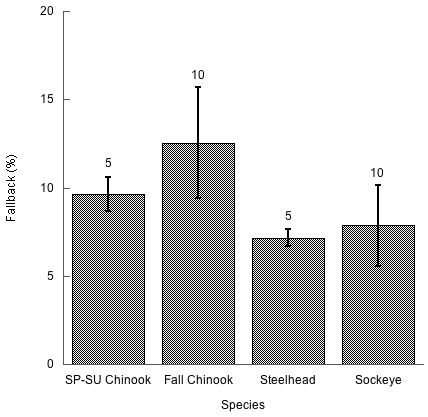 20
15
10
5
0
Fallback (%)
5
10
5
10
SP-SU Chinook
Fall Chinook
Steelhead
Sockeye
Species